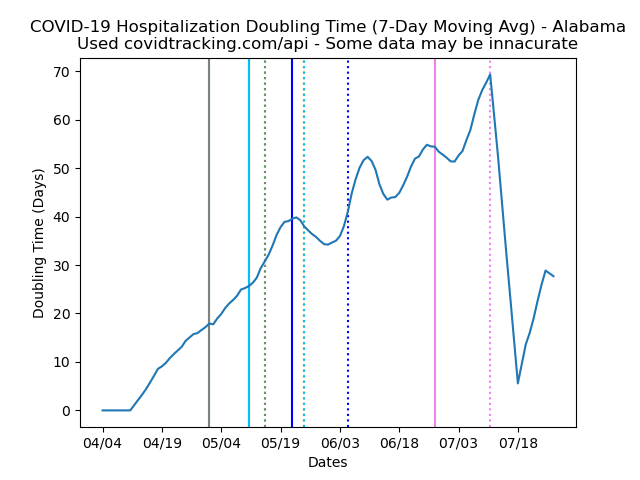 COVID-19 Hospitalization Doubling Time (7-Day Moving Avg) - Alabama
Used covidtracking.com/api - Some data may be innacurate
70
60
50
40
30
20
10
0
Doubling Time (Days)
04/04 04/19 05/04 05/19 06/03 06/18 07/03 07/18
Dates